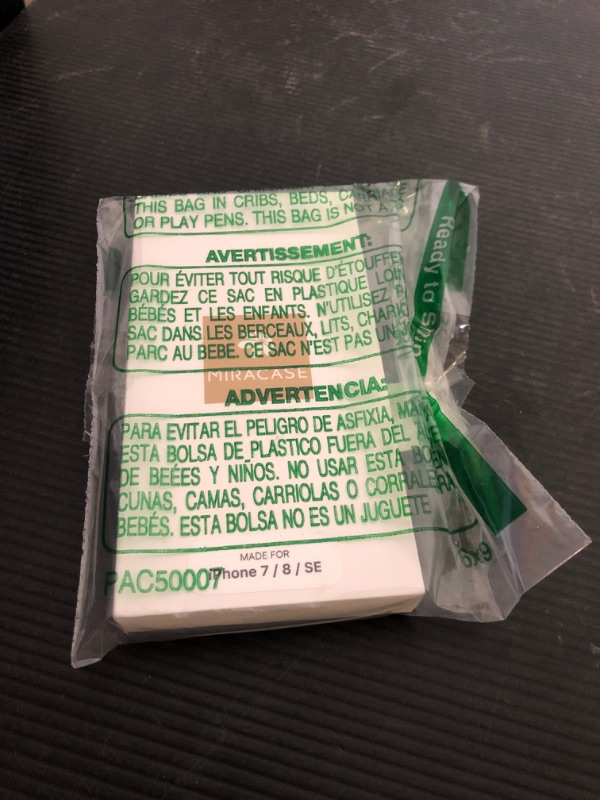 THIS BAG IN CRIBS, BEDS,
OR PLAY PENS. THIS BAG IS NOT A
AVERTISSEMENT:
POUR ÉVITER TOUT RISQUE D'ÉTOUFFE
GARDEZ CE SAC EN PLASTIQUE LOIN
BÉBÉS ET LES ENFANTS. N'UTILISEZ
SAC DANS LES BERCEAUX, LITS, CHARIO
PARC AU BEBE. CE SAC N'EST PAS UN
MIRACASE
ADVERTENCIA:
PARA EVITAR EL PELIGRO DE ASFIXIA, MA
ESTA BOLSA DE PLASTICO FUERA DEL
DE BEÉES Y NIÑOS. NO USAR ESTA
CUNAS, CAMAS, CARRIOLAS O CORRALERA
BEBÉS. ESTA BOLSA NO ES UN JUGUETE
MADE FOR
iPhone 7 / 8 / SE
PAC50007
6x9
Ready to Ship